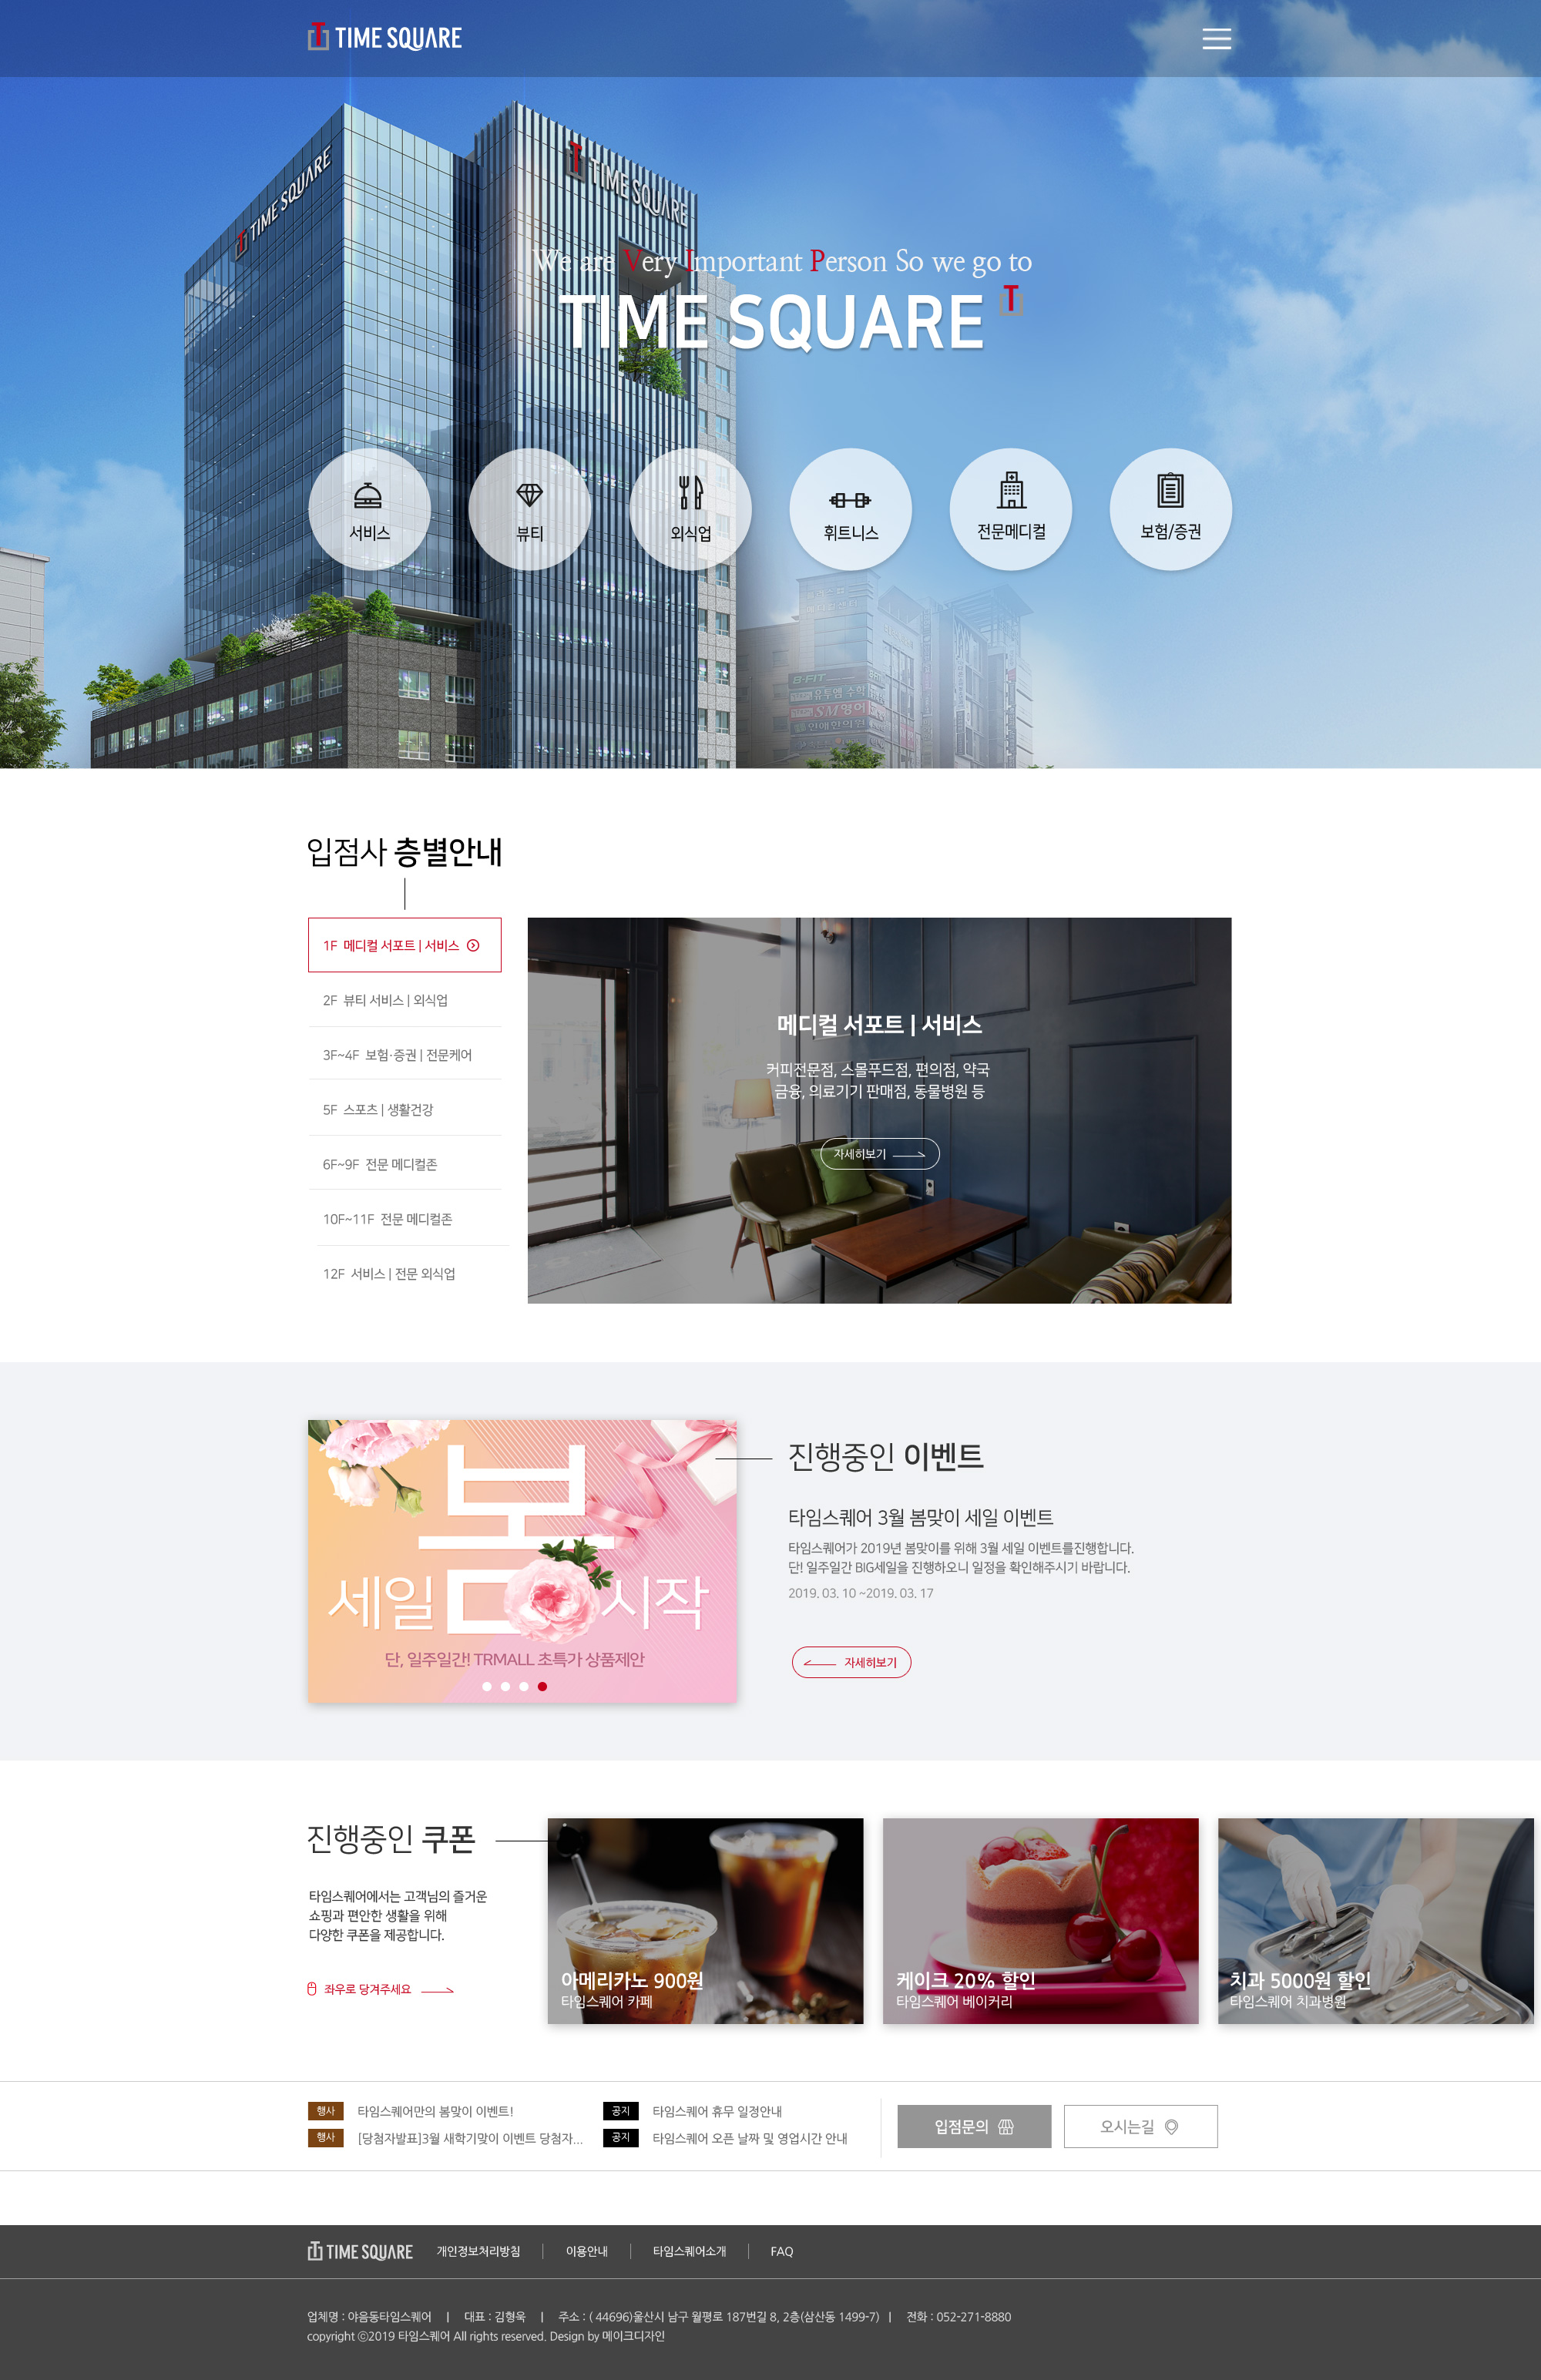 TIME SQUARE
TIME SQUARE
TIME SQUARE
We are Very Important Person So we go to
TIME SQUARE
서비스
뷰티
외식업
휘트니스
전문메디컬
보험/증권
B-FIT
입점사 층별안내
1F 메디컬 서포트 | 서비스
2F 뷰티 서비스 | 외식업
3F~4F 보험·증권 | 전문케어
5F 스포츠 | 생활건강
6F~9F 전문 메디컬존
10F~11F 전문 메디컬존
12F 서비스 | 전문 외식업
메디컬 서포트 | 서비스
커피전문점, 스몰푸드점, 편의점, 약국
금융, 의료기기 판매점, 동물병원 등
자세히보기
봄
세일 시작
단, 일주일간! TRMALL 초특가 상품제안
진행중인 이벤트
타임스퀘어 3월 봄맞이 세일 이벤트
타임스퀘어가 2019년 봄맞이를 위해 3월 세일 이벤트를진행합니다.
단! 일주일간 BIG세일을 진행하오니 일정을 확인해주시기 바랍니다.
2019. 03. 10 ~2019. 03. 17
자세히보기
진행중인 쿠폰
타임스퀘어에서는 고객님의 즐거운
쇼핑과 편안한 생활을 위해
다양한 쿠폰을 제공합니다.
좌우로 당겨주세요
아메리카노 900원
타임스퀘어 카페
케이크 20% 할인
타임스퀘어 베이커리
치과 5000원 할인
타임스퀘어 치과병원
행사 타임스퀘어만의 봄맞이 이벤트!
행사 [당첨자발표]3월 새학기맞이 이벤트 당첨자...
공지 타임스퀘어 휴무 일정안내
공지 타임스퀘어 오픈 날짜 및 영업시간 안내
입점문의
오시는길
TIME SQUARE
개인정보처리방침 이용안내 타임스퀘어소개 FAQ
업체명 : 야음동타임스퀘어 | 대표 : 김형욱 | 주소 : ( 44696)울산시 남구 월평로 187번길 8, 2층(삼산동 1499-7) | 전화 : 052-271-8880
copyright ⓒ2019 타임스퀘어 All rights reserved. Design by 메이크디자인